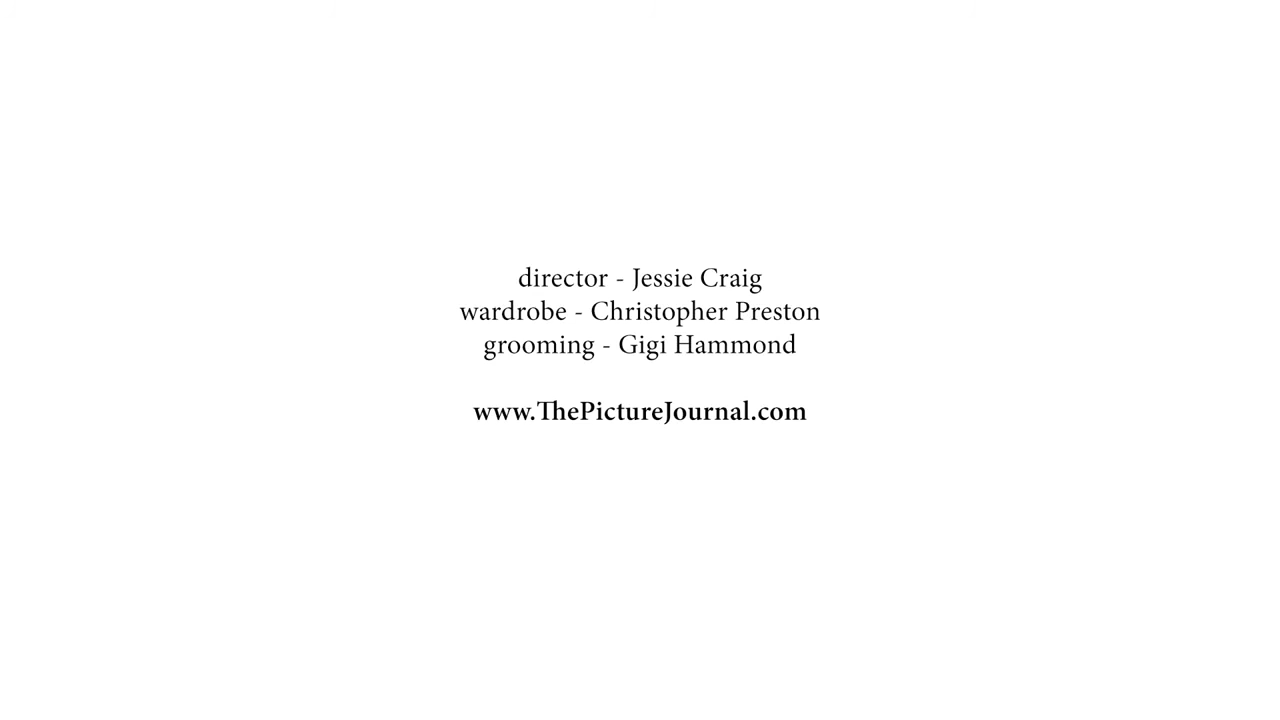 director - Jessie Craig
wardrobe - Christopher Preston
grooming - Gigi Hammond
www.ThePictureJournal.com